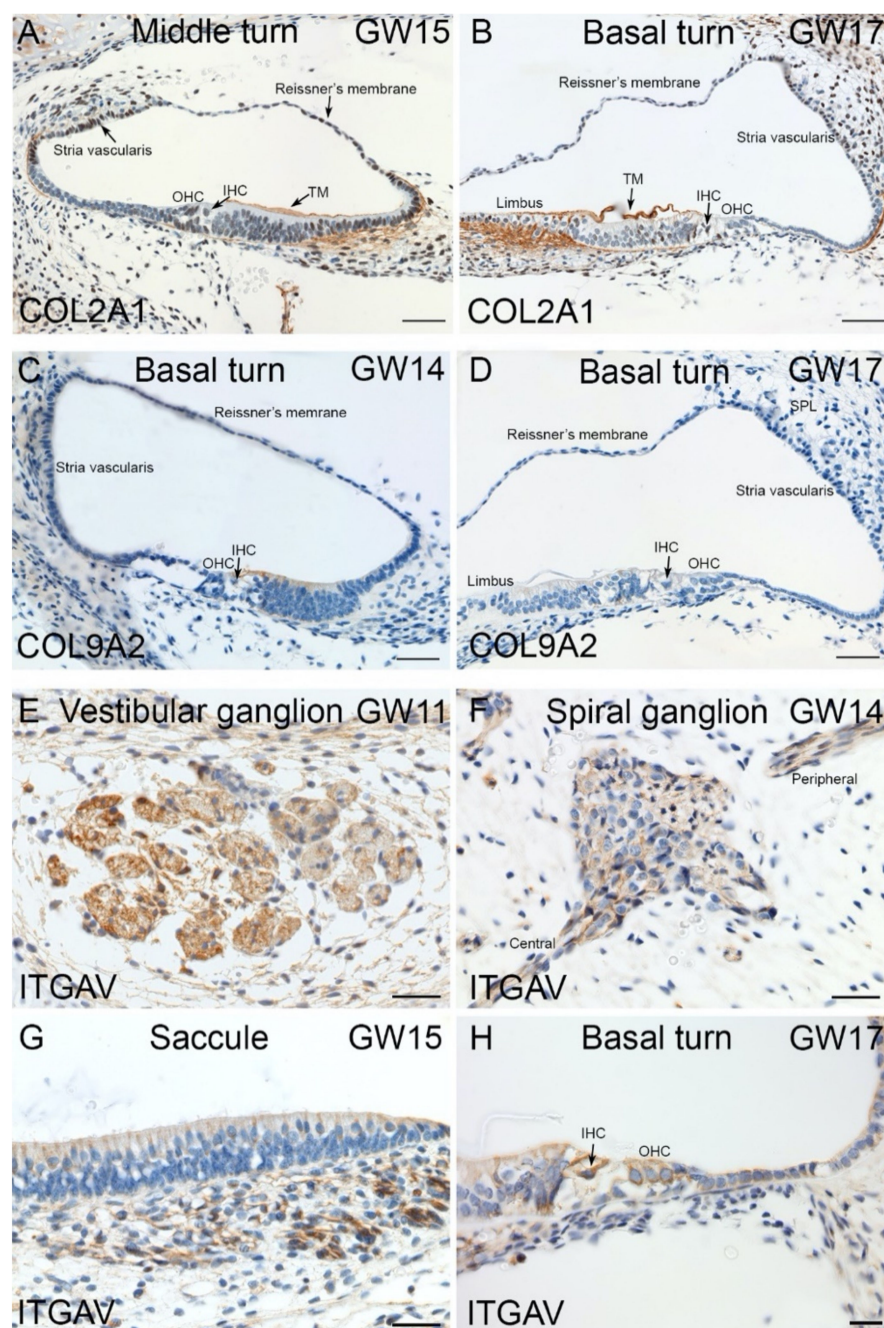 A. Middle turn GW15
Reissner's membrane
Stria vascularis
OHC IHC TM
COL2A1
B Basal turn GW17
Reissner's membrane
Stria vascularis
TM
Limbus IHC OHC
COL2A1
C Basal turn GW14
Reissner's memrane
Stria vascularis
IHC
OHC
COL9A2
D Basal turn GW17
SPL
Reissner's membrane
Stria vascularis
IHC OHC
Limbus
COL9A2
E Vestibular ganglion GW11
ITGAV
F Spiral ganglion GW14
Peripheral
Central
ITGAV
G Saccule GW15
ITGAV
H Basal turn GW17
IHC OHC
ITGAV